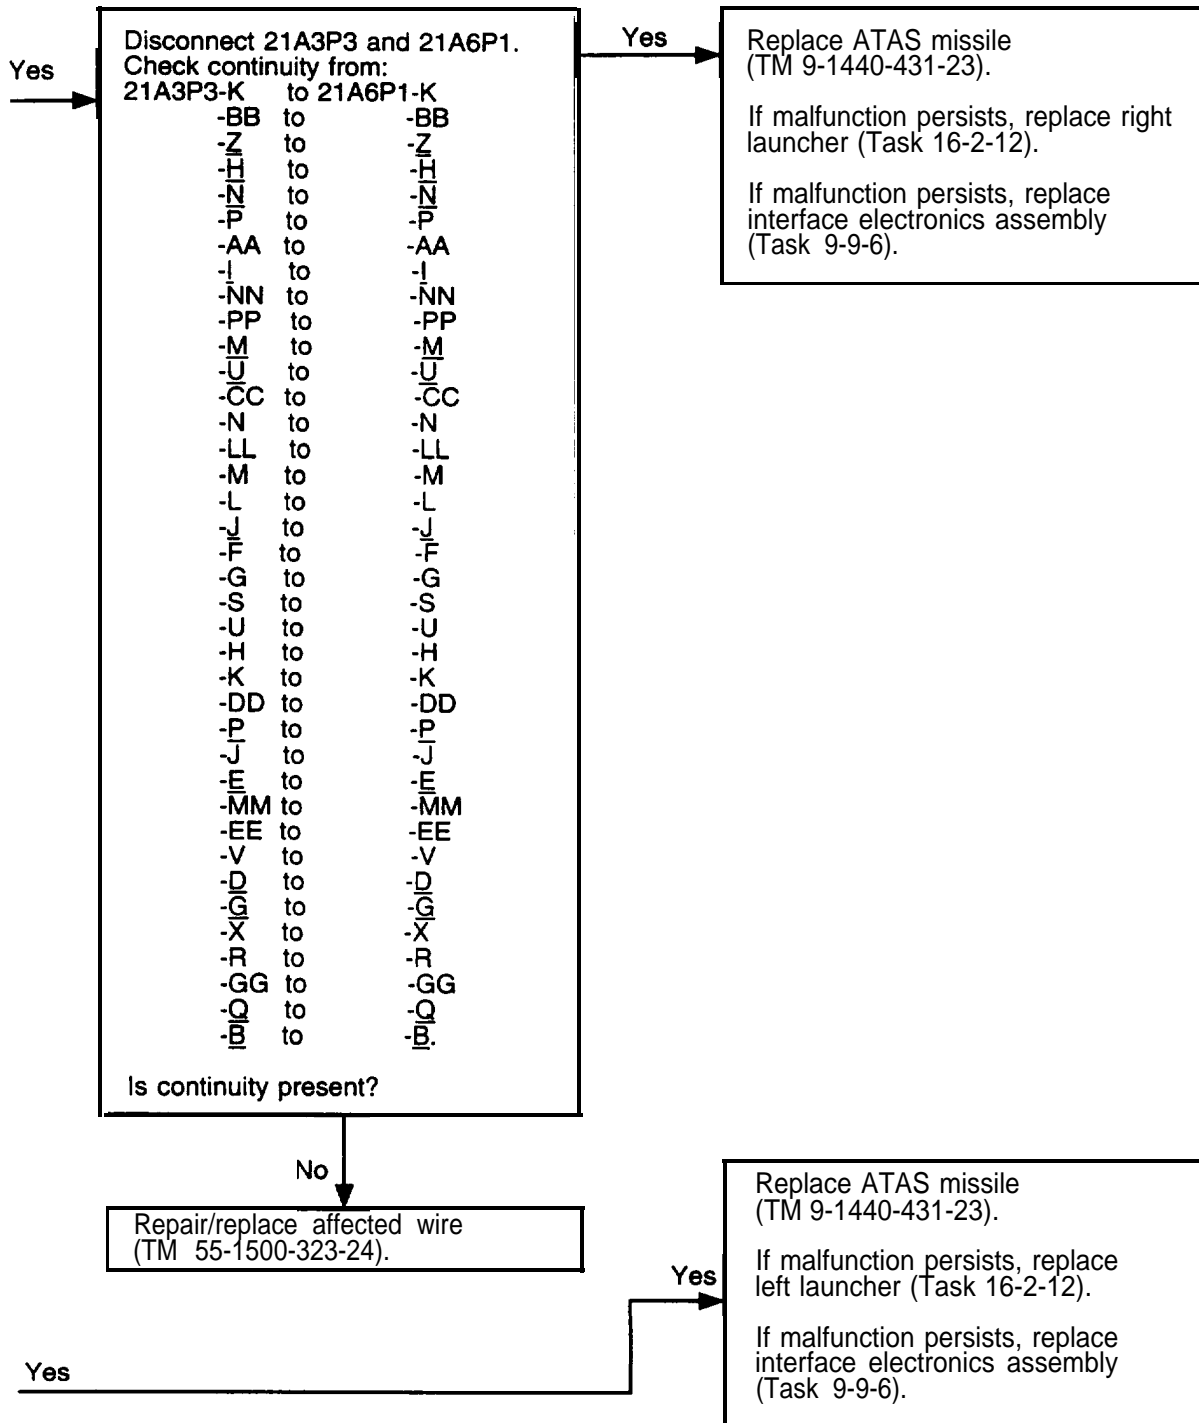 Yes
Disconnect 21A3P3 and 21A6P1.
Check continuity from:
21A3P3-K to 21A6P1-K
-BB to -BB
-Z to -Z
-H to -H
-N to -N
-P to -P
-AA to -AA
-I to -I
-NN to -NN
-PP to -PP
-M to -M
-U to -U
-CC to -CC
-N to -N
-LL to -LL
-M to -M
-L to -L
-J to -J
-F to -F
-G to -G
-S to -S
-U to -U
-H to -H
-K to -K
-DD to -DD
-P to -P
-J to -J
-E to -E
-MM to -MM
-EE to -EE
-V to -V
-D to -D
-G to -G
-X to -X
-R to -R
-GG to -GG
-Q to -Q
-B to -B.
Is continuity present?
Yes
Replace ATAS missile
(TM 9-1440-431-23).
If malfunction persists, replace right
launcher (Task 16-2-12).
If malfunction persists, replace
interface electronics assembly
(Task 9-9-6).
No
Repair/replace affected wire
(TM 55-1500-323-24).
Yes
Yes
Replace ATAS missile
(TM 9-1440-431-23).
If malfunction persists, replace
left launcher (Task 16-2-12).
If malfunction persists, replace
interface electronics assembly
(Task 9-9-6).